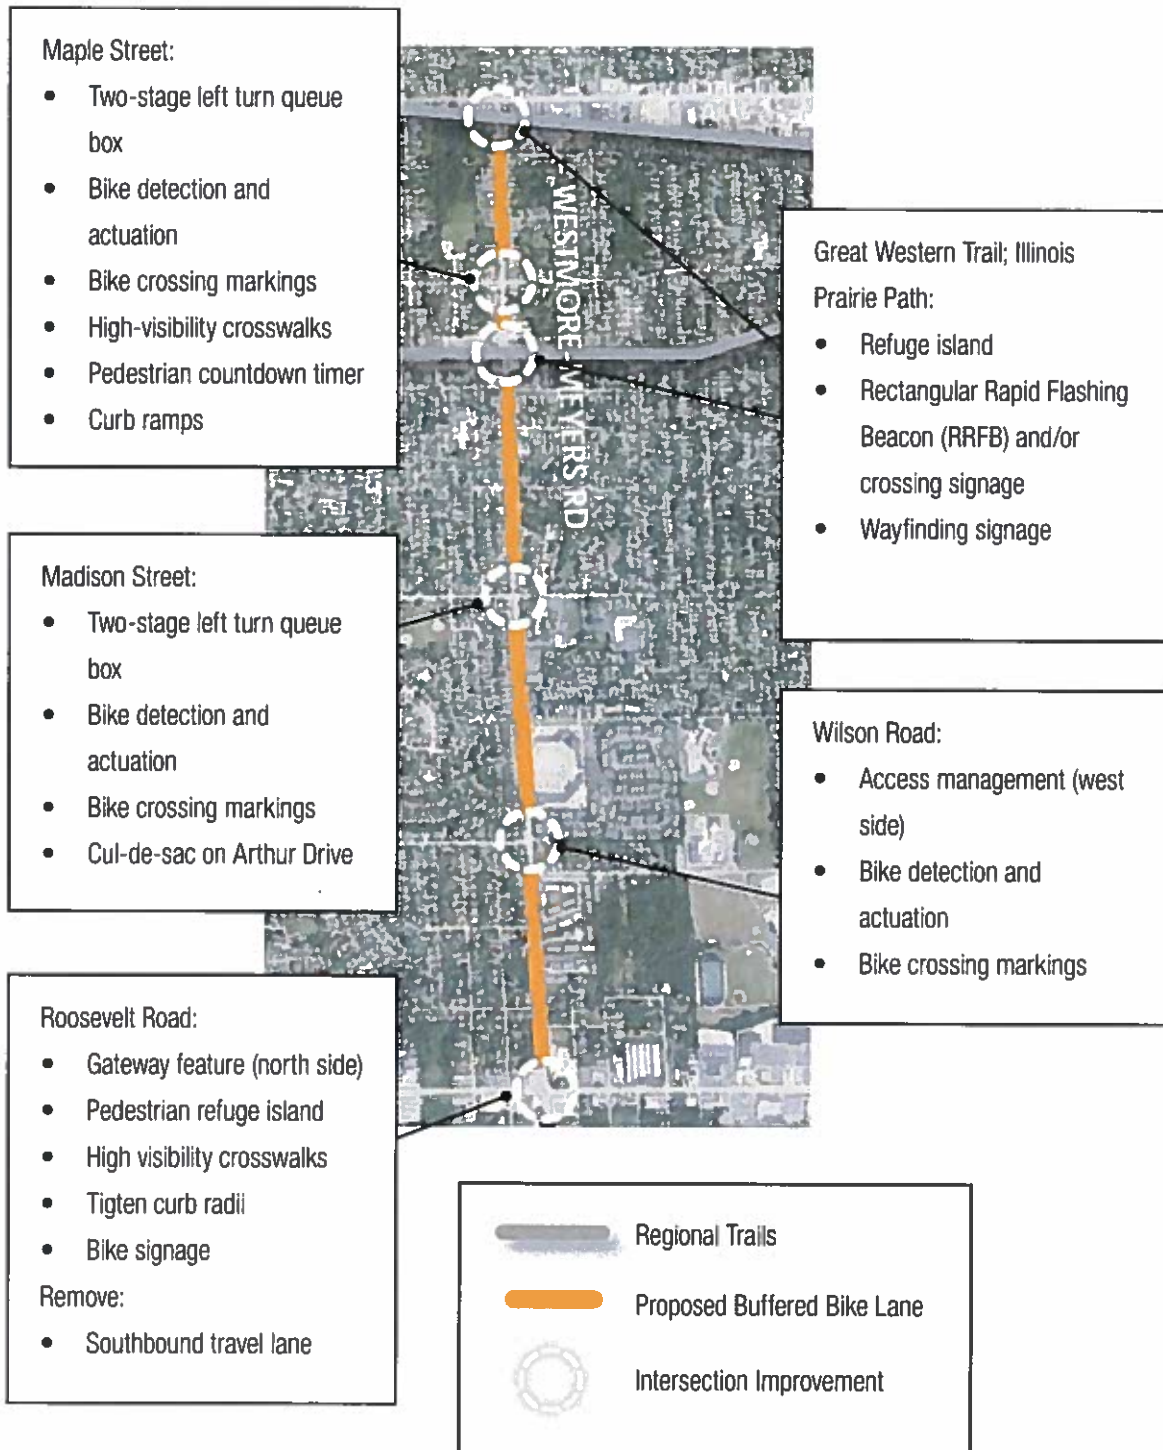 Maple Street:
• Two-stage left turn queue
box
• Bike detection and
actuation
• Bike crossing markings
• High-visibility crosswalks
• Pedestrian countdown timer
• Curb ramps
WESTMORE-MEYERS RD
Great Western Trail; Illinois
Prairie Path:
• Refuge island
• Rectangular Rapid Flashing
Beacon (RRFB) and/or
crossing signage
• Wayfinding signage
Madison Street:
• Two-stage left turn queue
box
• Bike detection and
actuation
• Bike crossing markings
• Cul-de-sac on Arthur Drive
Wilson Road:
• Access management (west
side)
• Bike detection and
actuation
• Bike crossing markings
Roosevelt Road:
• Gateway feature (north side)
• Pedestrian refuge island
• High visibility crosswalks
• Tigten curb radii
• Bike signage
Remove:
• Southbound travel lane
Regional Trails
Proposed Buffered Bike Lane
Intersection Improvement